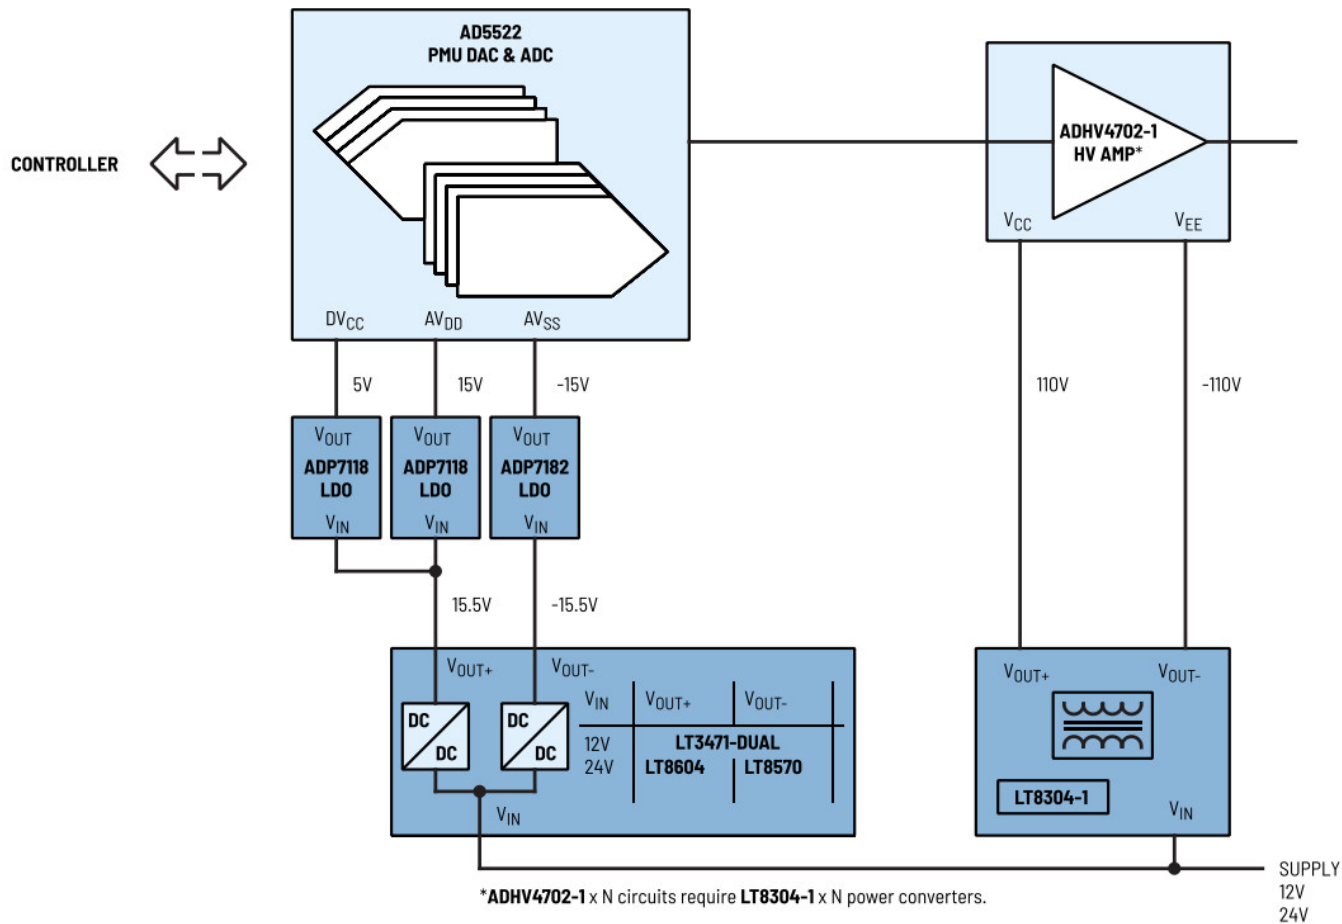 AD5522
PMU DAC & ADC
CONTROLLER
ADHV4702-1
HV AMP*
VCC
VEE
DVCC
AVDD
AVSS
5V
15V
-15V
110V
-110V
VOUT
ADP7118
LDO
VIN
VOUT
ADP7118
LDO
VIN
VOUT
ADP7182
LDO
VIN
15.5V
-15.5V
VOUT+
VOUT-
DC
DC
DC
DC
VIN
VIN
VOUT+
VOUT-
12V
LT3471-DUAL
24V
LT8604
LT8570
VOUT+
VOUT-
LT8304-1
VIN
*ADHV4702-1 x N circuits require LT8304-1 x N power converters.
SUPPLY
12V
24V